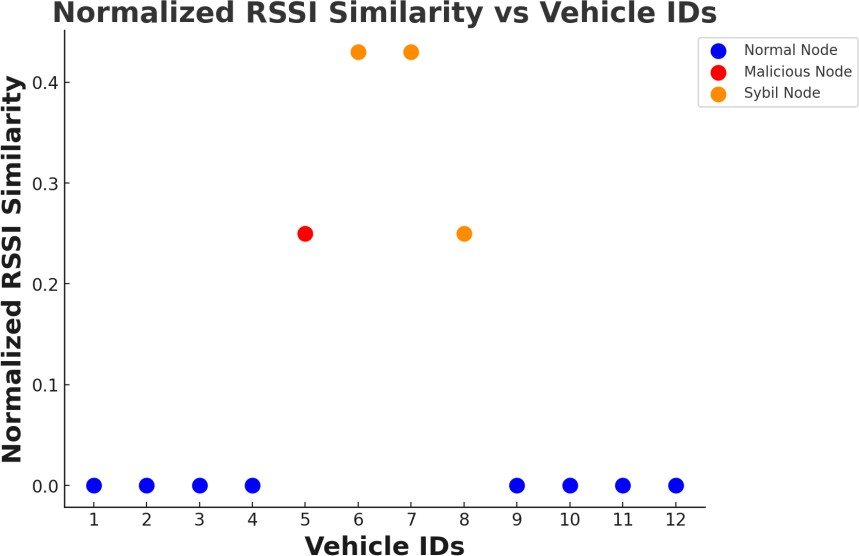 Normalized RSSI Similarity vs Vehicle IDs
Normal Node
Malicious Node
Sybil Node
Normalized RSSI Similarity
0.4
0.3
0.2
0.1
0.0
1 2 3 4 5 6 7 8 9 10 11 12
Vehicle IDs